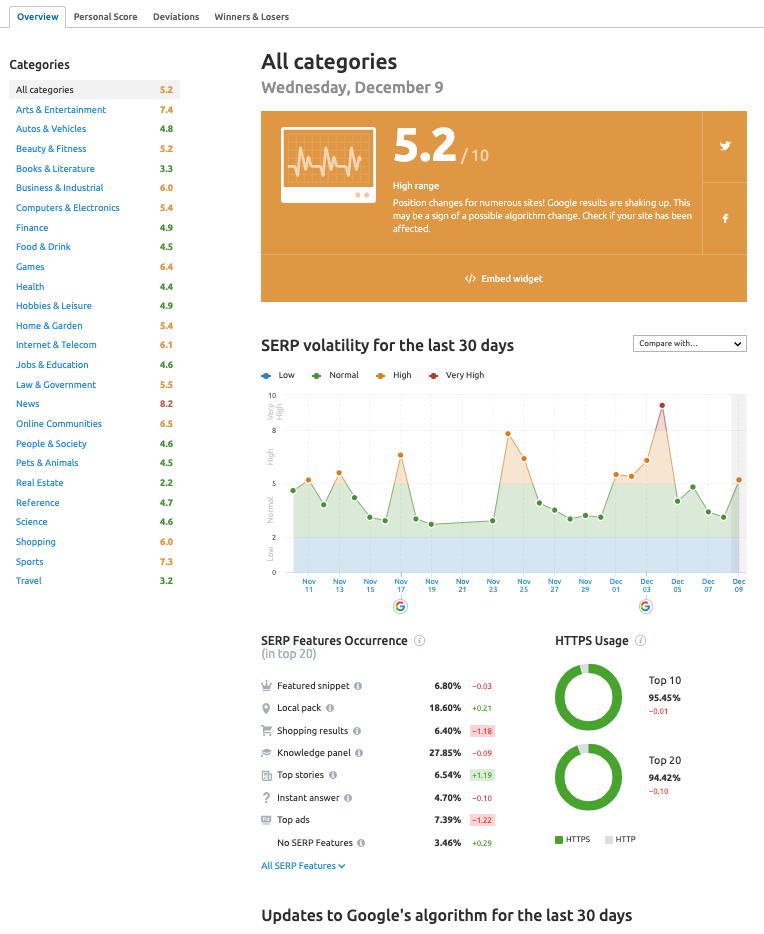 Overview Personal Score Deviations Winners & Losers
Categories
All categories 5.2
Arts & Entertainment 7.4
Autos & Vehicles 4.8
Beauty & Fitness 5.2
Books & Literature 3.3
Business & Industrial 6.0
Computers & Electronics 5.4
Finance 4.9
Food & Drink 4.5
Games 6.4
Health 4.4
Hobbies & Leisure 4.9
Home & Garden 5.4
Internet & Telecom 6.1
Jobs & Education 4.6
Law & Government 5.5
News 8.2
Online Communities 6.5
People & Society 4.6
Pets & Animals 4.5
Real Estate 2.2
Reference 4.7
Science 4.6
Shopping 6.0
Sports 7.3
Travel 3.2
All categories
Wednesday, December 9
5.2 / 10
High range
Position changes for numerous sites! Google results are shaking up. This
may be a sign of a possible algorithm change. Check if your site has been
affected.
</> Embed widget
SERP volatility for the last 30 days
Compare with...
Low Normal High Very High
10
Very High
8
High
5
Normal
2
Low
0
Nov 11 Nov 13 Nov 15 Nov 17 Nov 19 Nov 21 Nov 23 Nov 25 Nov 27 Nov 29 Dec 01 Dec 03 Dec 05 Dec 07 Dec 09
SERP Features Occurrence
(in top 20)
Featured snippet 6.80% −0.03
Local pack 18.60% +0.21
Shopping results 6.40% −1.18
Knowledge panel 27.85% −0.09
Top stories 6.54% +1.19
Instant answer 4.70% −0.10
Top ads 7.39% −1.22
No SERP Features 3.46% +0.29
All SERP Features
HTTPS Usage
Top 10
95.45%
−0.01
Top 20
94.42%
−0.10
HTTPS HTTP
Updates to Google's algorithm for the last 30 days